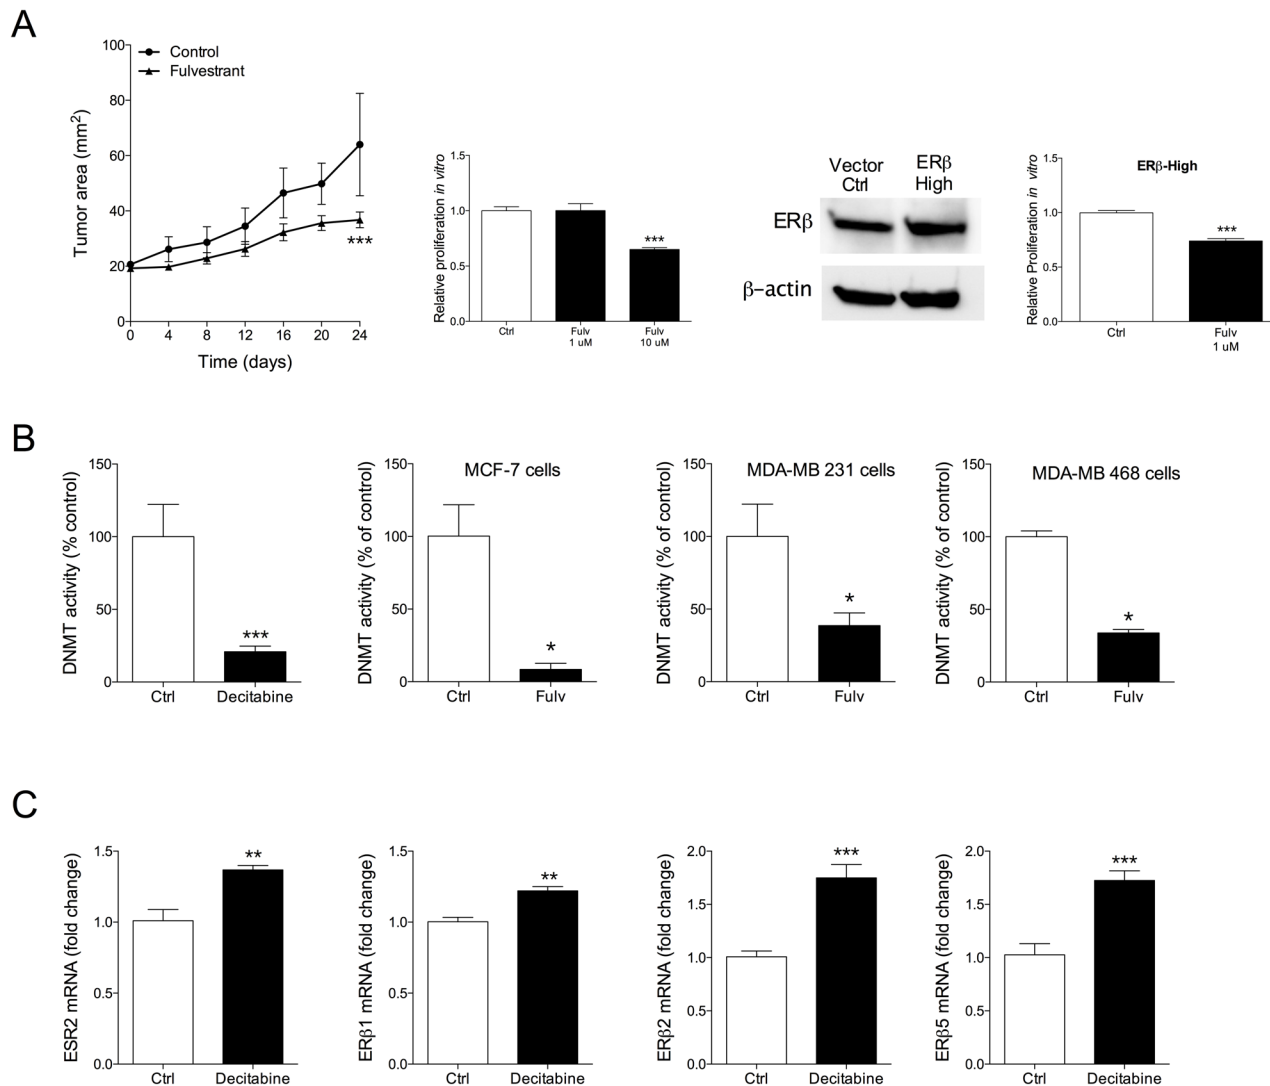 A
Control
Fulvestrant
Tumor area (mm2)
100
80
60
40
20
0
***
0 4 8 12 16 20 24
Time (days)
Relative proliferation in vitro
1.5
1.0
0.5
0.0
***
Ctrl
Fulv
1 uM
Fulv
10 uM
Vector
Ctrl
ERβ
High
ERβ
β-actin
ERβ-High
Relative Proliferation in vitro
1.5
1.0
0.5
0.0
***
Ctrl
Fulv
1 uM
B
DNMT activity (% control)
150
100
50
0
***
Ctrl Decitabine
MCF-7 cells
DNMT activity (% of control)
150
100
50
0
*
Ctrl Fulv
MDA-MB 231 cells
DNMT activity (% of control)
150
100
50
0
*
Ctrl Fulv
MDA-MB 468 cells
DNMT activity (% of control)
150
100
50
0
*
Ctrl Fulv
C
ESR2 mRNA (fold change)
1.5
1.0
0.5
0.0
**
Ctrl Decitabine
ERβ1 mRNA (fold change)
1.5
1.0
0.5
0.0
**
Ctrl Decitabine
ERβ2 mRNA (fold change)
2.0
1.5
1.0
0.5
0.0
***
Ctrl Decitabine
ERβ5 mRNA (fold change)
2.0
1.5
1.0
0.5
0.0
***
Ctrl Decitabine